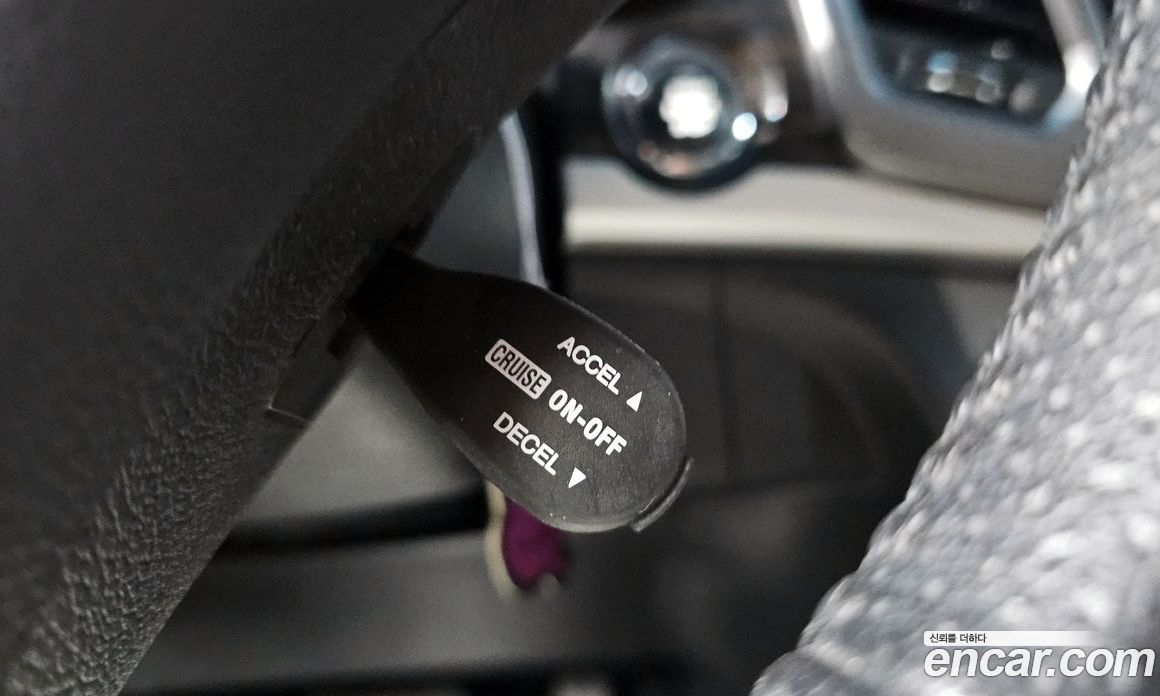 ACCEL ▲
CRUISE ON-OFF
DECEL ▼
신뢰를 더하다
encar.com